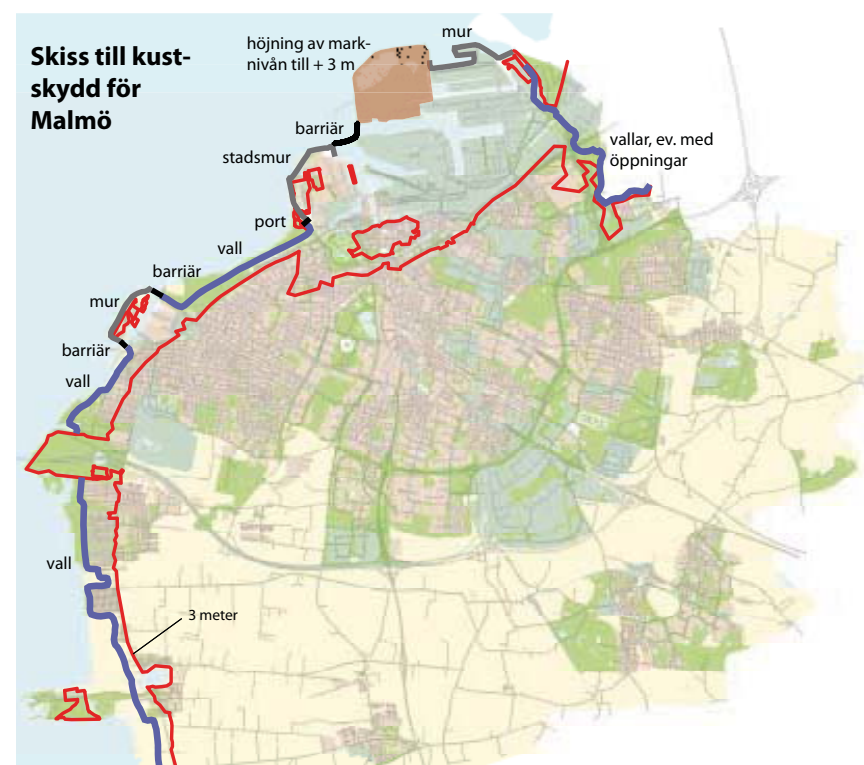 Skiss till kust-
skydd för
Malmö
höjning av mark-
nivån till + 3 m
mur
barriär
stadsmur
vallar, ev. med
öppningar
port
vall
barriär
mur
barriär
vall
vall
3 meter